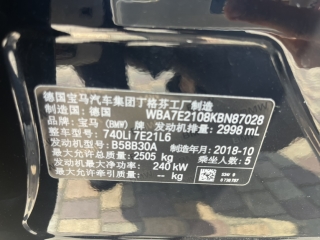 德国宝马汽车集团丁格芬工厂制造
制造国：德国 WBA7E2108KBN87028
品牌：宝马（BMW）牌 发动机排量：2998 mL
整车型号：740Li 7E21L6
发动机型号：B58B30A 制造年月：2018-10
最大允许总质量：2505 kg 乘坐人数：5
发动机最大净功率：240 kW
最大允许牵引质量：-- kg